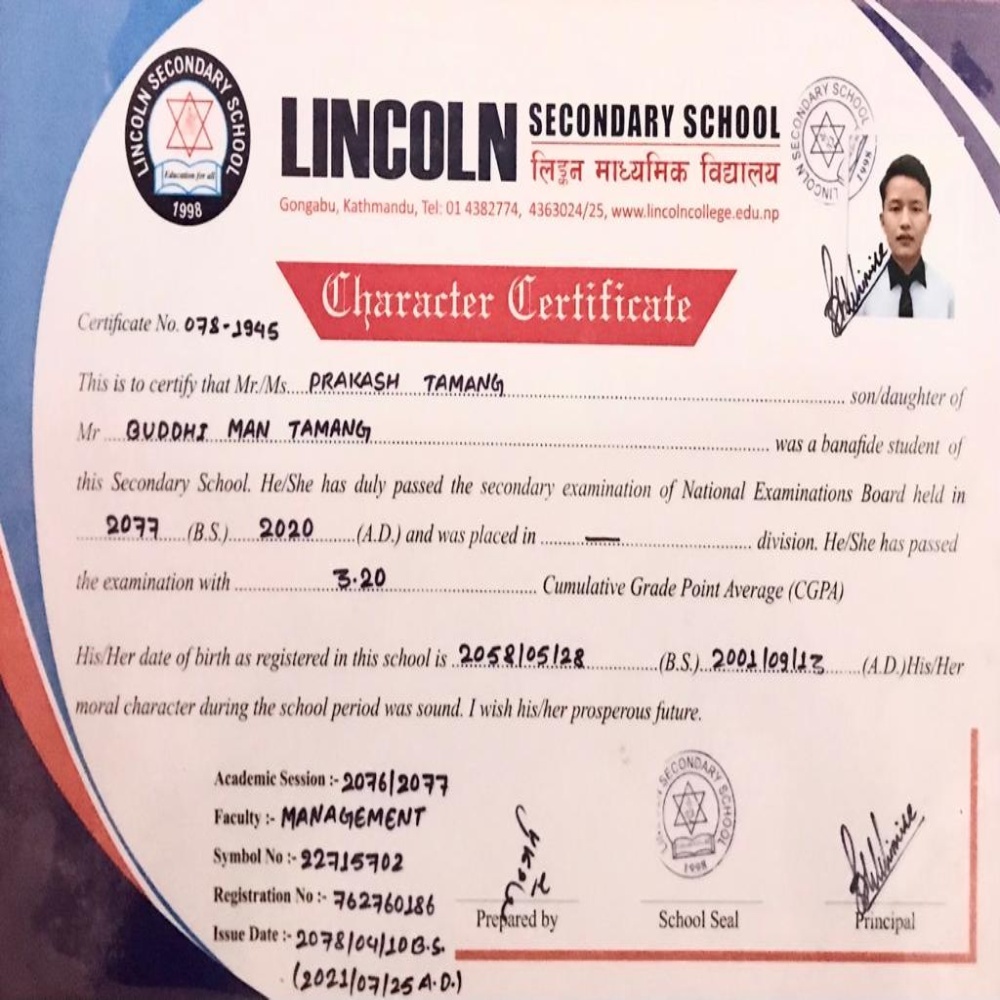 LINCOLN SECONDARY SCHOOL
Education for all
1998
LINCOLN SECONDARY SCHOOL
लिङ्कन माध्यमिक विद्यालय
Gongabu, Kathmandu, Tel: 01 4382774, 4363024/25, www.lincolncollege.edu.np
LINCOLN SECONDARY SCHOOL
1998
Character Certificate
Certificate No. 078-1945
This is to certify that Mr./Ms. PRAKASH TAMANG son/daughter of
Mr BUDDHI MAN TAMANG was a banafide student of
this Secondary School. He/She has duly passed the secondary examination of National Examinations Board held in
2077 (B.S.) 2020 (A.D.) and was placed in — division. He/She has passed
the examination with 3.20 Cumulative Grade Point Average (CGPA)
His/Her date of birth as registered in this school is 2058/05/28 (B.S.) 2001/09/13 (A.D.)His/Her
moral character during the school period was sound. I wish his/her prosperous future.
Academic Session :- 2076/2077
Faculty :- MANAGEMENT
Symbol No :- 22715702
Registration No :- 762760186
Issue Date :- 2078/04/10 B.S.
(2021/07/25 A.D.)
Prepared by
SECONDARY SCHOOL
1998
School Seal
Principal